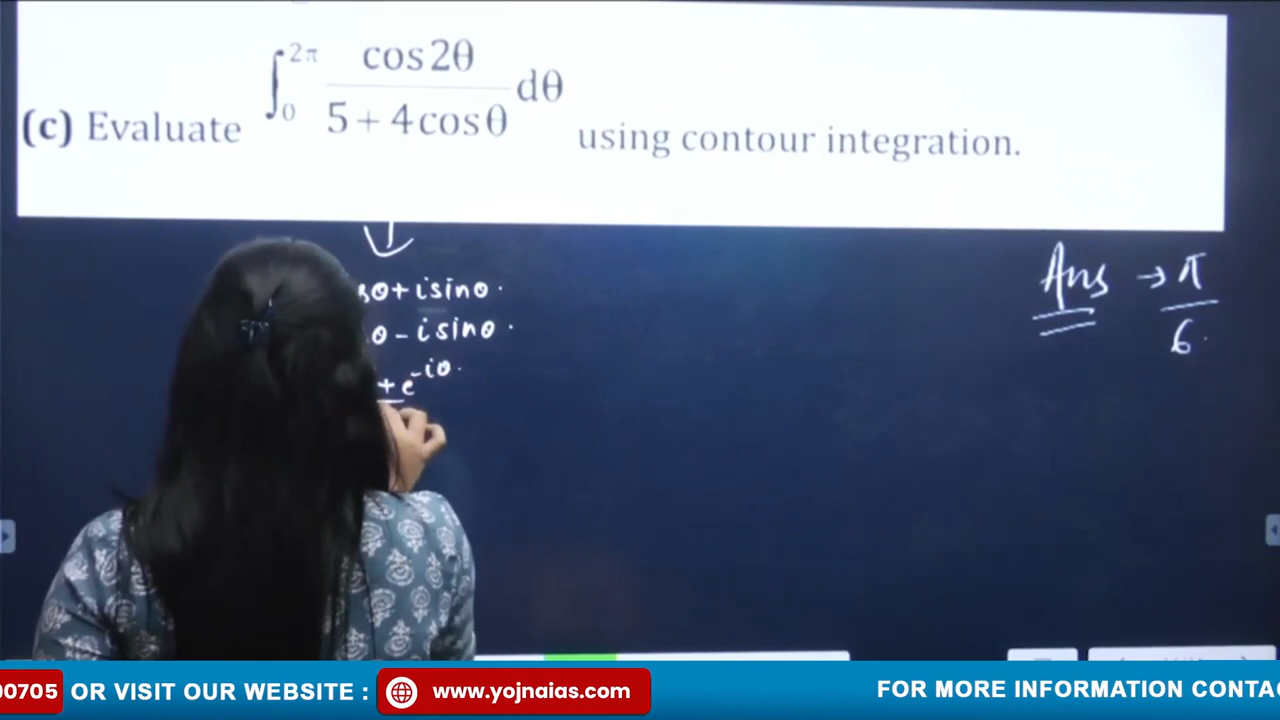 (c) Evaluate ∫₀^2π cos2θ / 5+4cosθ dθ using contour integration.
θ+isinθ.
θ-isinθ.
+e^-iθ.
Ans → π/6.
00705 OR VISIT OUR WEBSITE : www.yojnaias.com FOR MORE INFORMATION CONTA